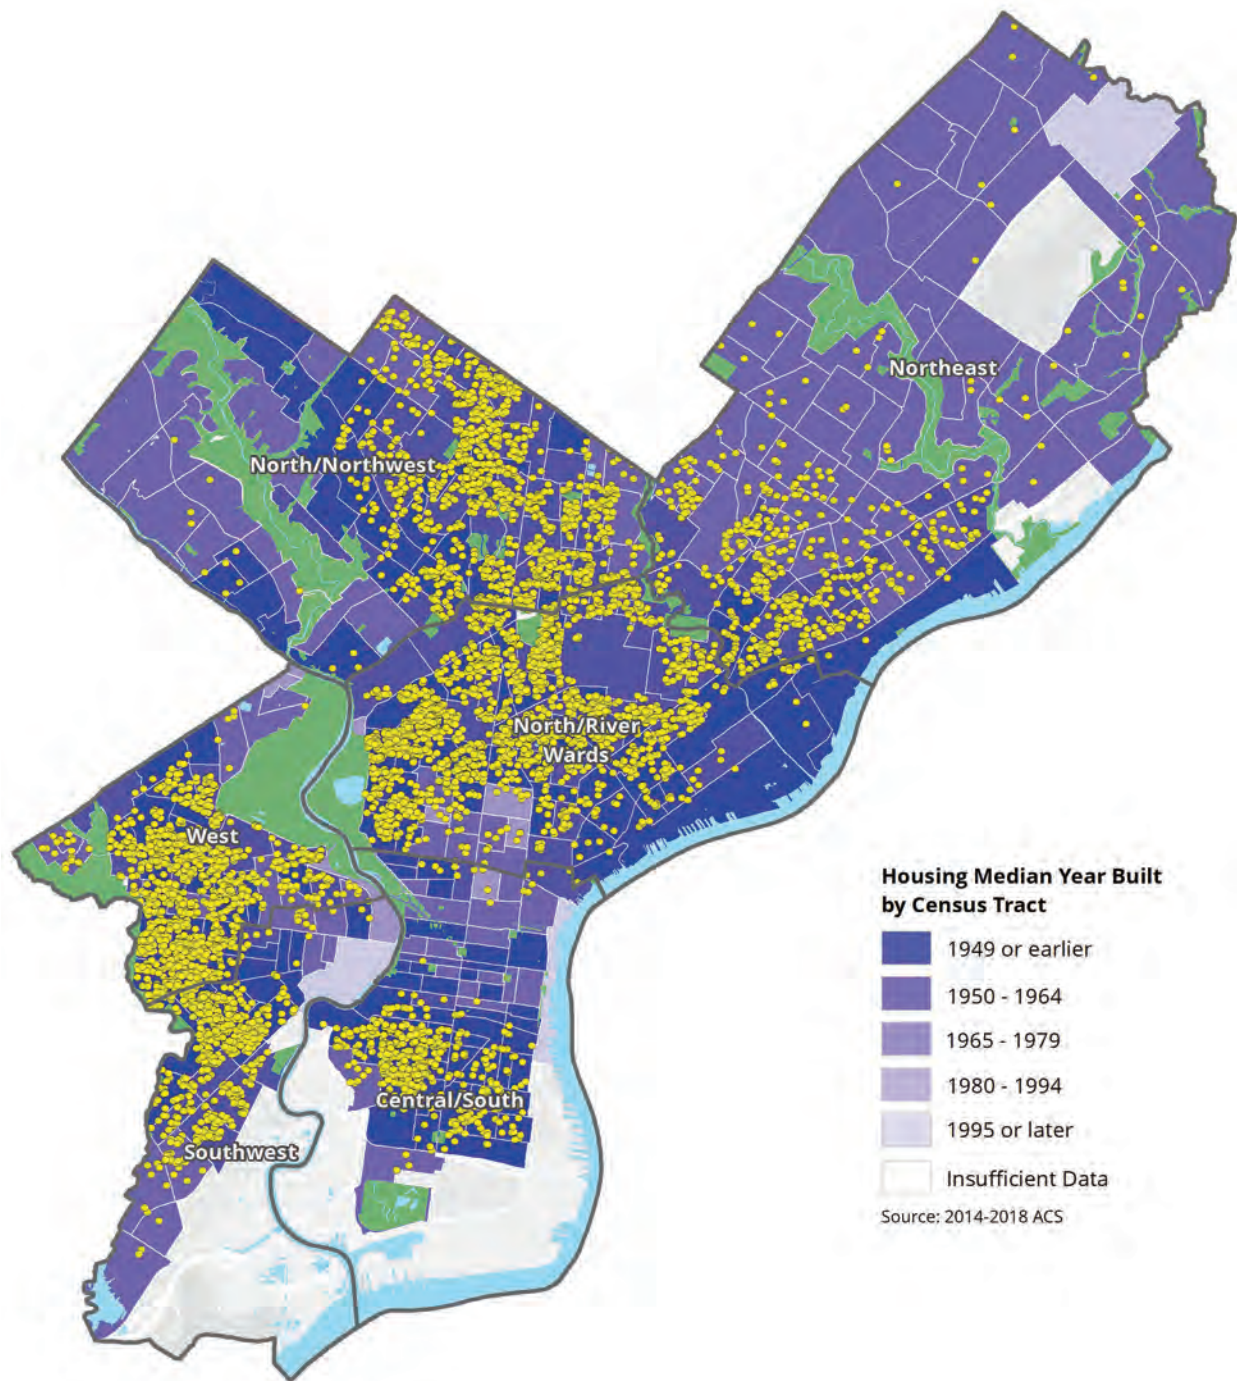 Northeast
North/Northwest
North/River
Wards
West
Central/South
Southwest
Housing Median Year Built
by Census Tract
1949 or earlier
1950 - 1964
1965 - 1979
1980 - 1994
1995 or later
Insufficient Data
Source: 2014-2018 ACS